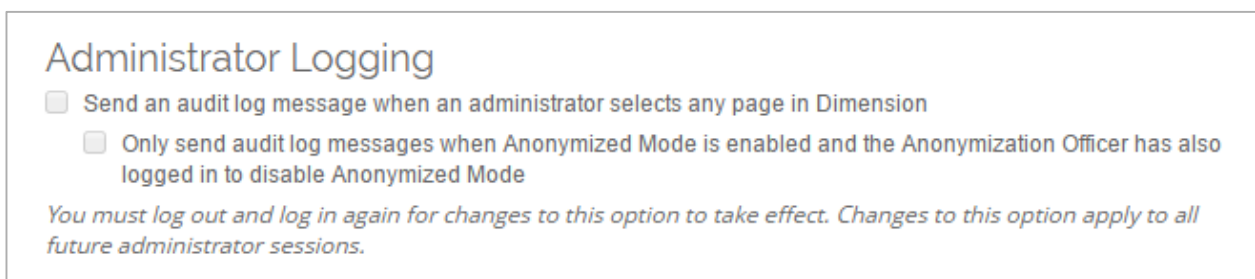 Administrator Logging
Send an audit log message when an administrator selects any page in Dimension
Only send audit log messages when Anonymized Mode is enabled and the Anonymization Officer has also
logged in to disable Anonymized Mode
You must log out and log in again for changes to this option to take effect. Changes to this option apply to all
future administrator sessions.